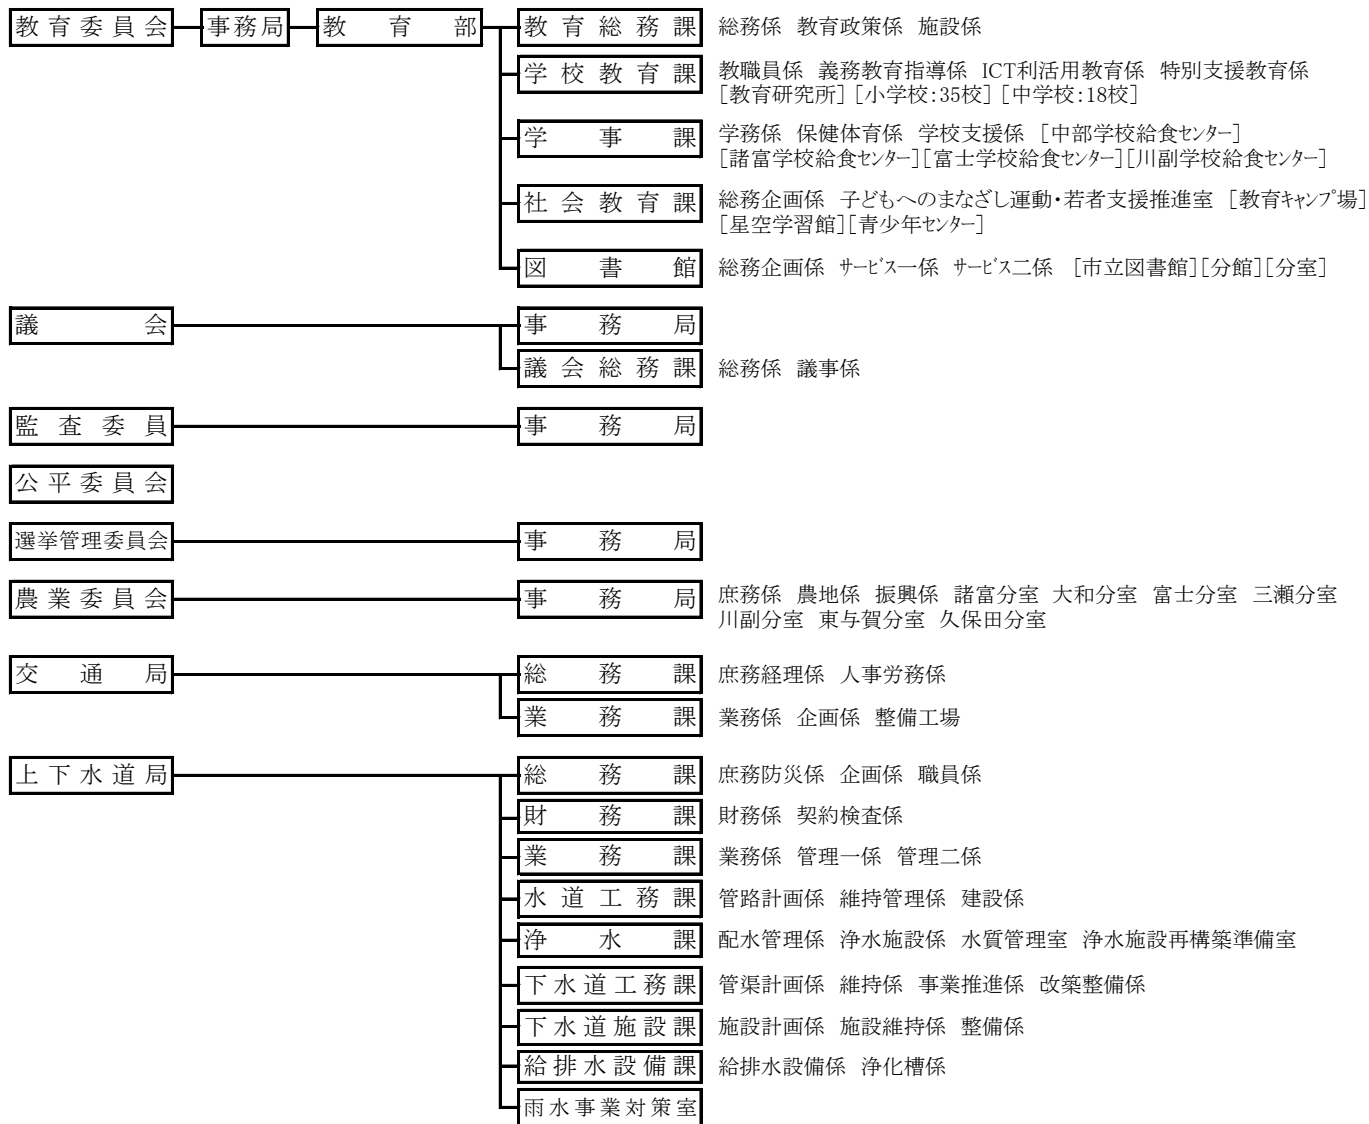 教育委員会 事務局 教育部 教育総務課 総務係 教育政策係 施設係
学校教育課 教職員係 義務教育指導係 ICT利活用教育係 特別支援教育係
[教育研究所] [小学校:35校] [中学校:18校]
学事課 学務係 保健体育係 学校支援係 [中部学校給食ｾﾝﾀｰ]
[諸富学校給食ｾﾝﾀｰ][富士学校給食ｾﾝﾀｰ][川副学校給食ｾﾝﾀｰ]
社会教育課 総務企画係 子どもへのまなざし運動・若者支援推進室 [教育ｷｬﾝﾌﾟ場]
[星空学習館][青少年ｾﾝﾀｰ]
図書館 総務企画係 ｻｰﾋﾞｽ一係 ｻｰﾋﾞｽ二係 [市立図書館][分館][分室]
議会 事務局
議会総務課 総務係 議事係
監査委員 事務局
公平委員会
選挙管理委員会 事務局
農業委員会 事務局 庶務係 農地係 振興係 諸富分室 大和分室 富士分室 三瀬分室
川副分室 東与賀分室 久保田分室
交通局 総務課 庶務経理係 人事労務係
業務課 業務係 企画係 整備工場
上下水道局 総務課 庶務防災係 企画係 職員係
財務課 財務係 契約検査係
業務課 業務係 管理一係 管理二係
水道工務課 管路計画係 維持管理係 建設係
浄水課 配水管理係 浄水施設係 水質管理室 浄水施設再構築準備室
下水道工務課 管渠計画係 維持係 事業推進係 改築整備係
下水道施設課 施設計画係 施設維持係 整備係
給排水設備課 給排水設備係 浄化槽係
雨水事業対策室